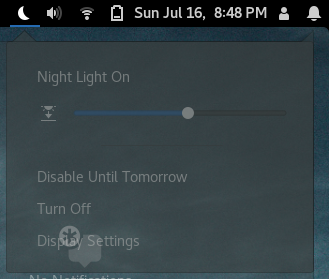 Sun Jul 16, 8:48 PM
Night Light On
Disable Until Tomorrow
Turn Off
Display Settings
No Notifications